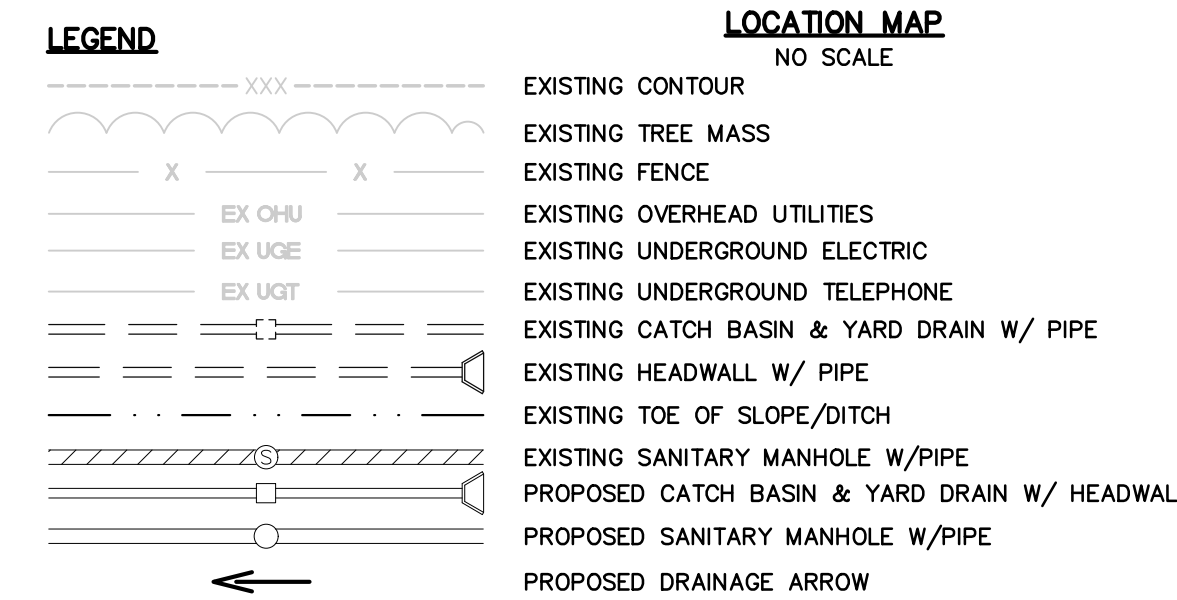 LEGEND
LOCATION MAP
NO SCALE
XXX EXISTING CONTOUR
EXISTING TREE MASS
X X EXISTING FENCE
EX OHU EXISTING OVERHEAD UTILITIES
EX UGE EXISTING UNDERGROUND ELECTRIC
EX UGT EXISTING UNDERGROUND TELEPHONE
EXISTING CATCH BASIN & YARD DRAIN W/ PIPE
EXISTING HEADWALL W/ PIPE
EXISTING TOE OF SLOPE/DITCH
S EXISTING SANITARY MANHOLE W/PIPE
PROPOSED CATCH BASIN & YARD DRAIN W/ HEADWAL
PROPOSED SANITARY MANHOLE W/PIPE
PROPOSED DRAINAGE ARROW